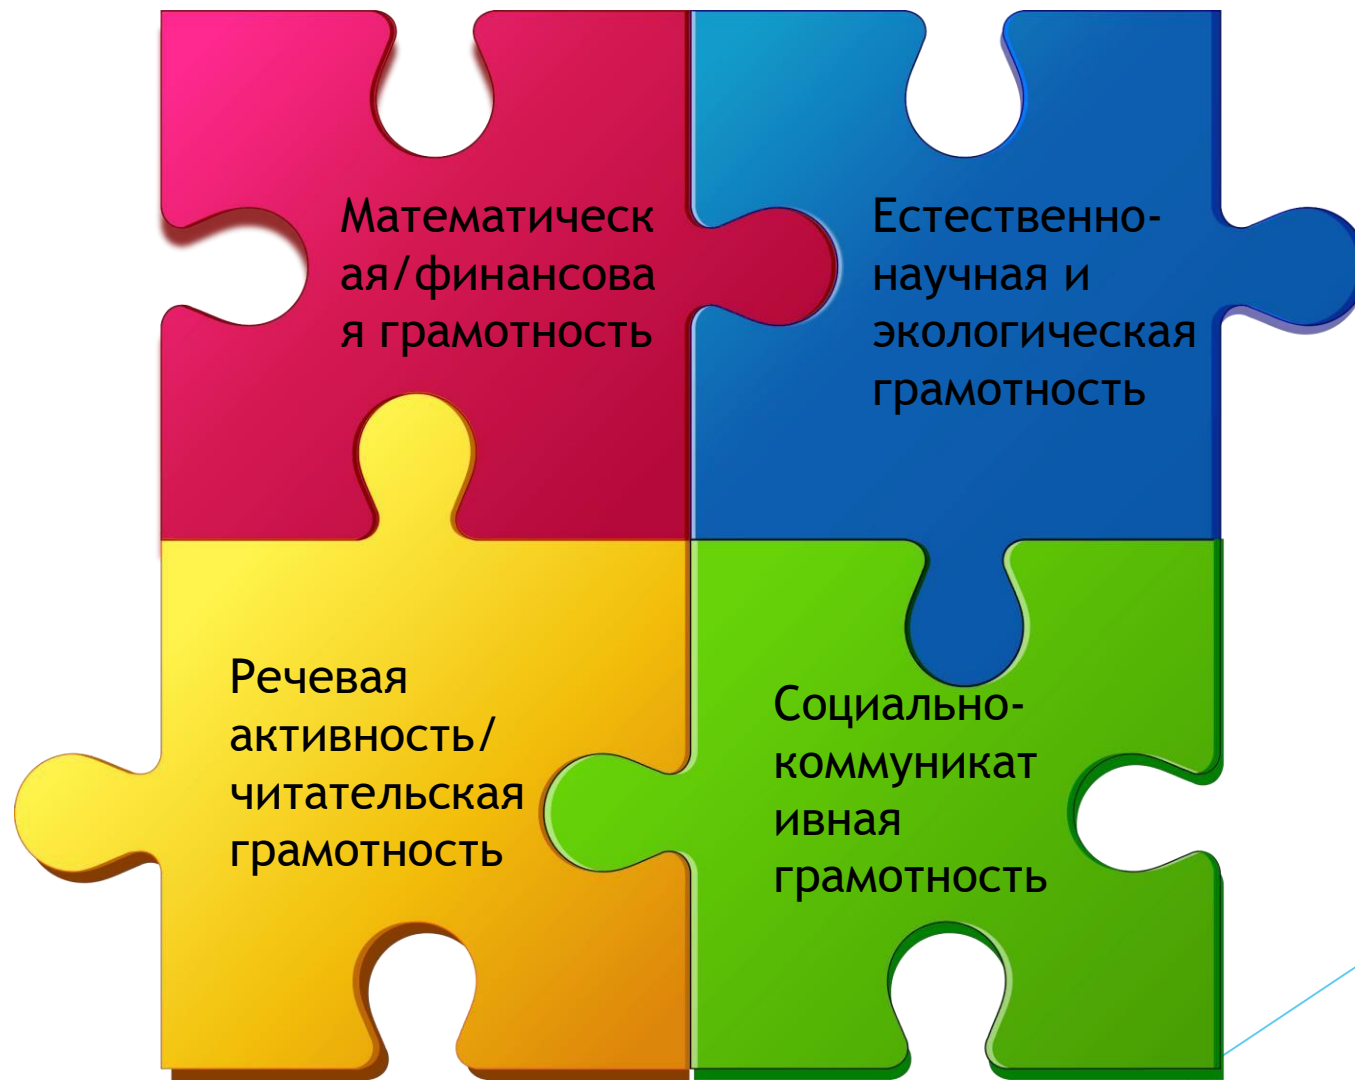 Математическ
ая/финансова
я грамотность
Естественно-
научная и
экологическая
грамотность
Речевая
активность/
читательская
грамотность
Социально-
коммуникат
ивная
грамотность